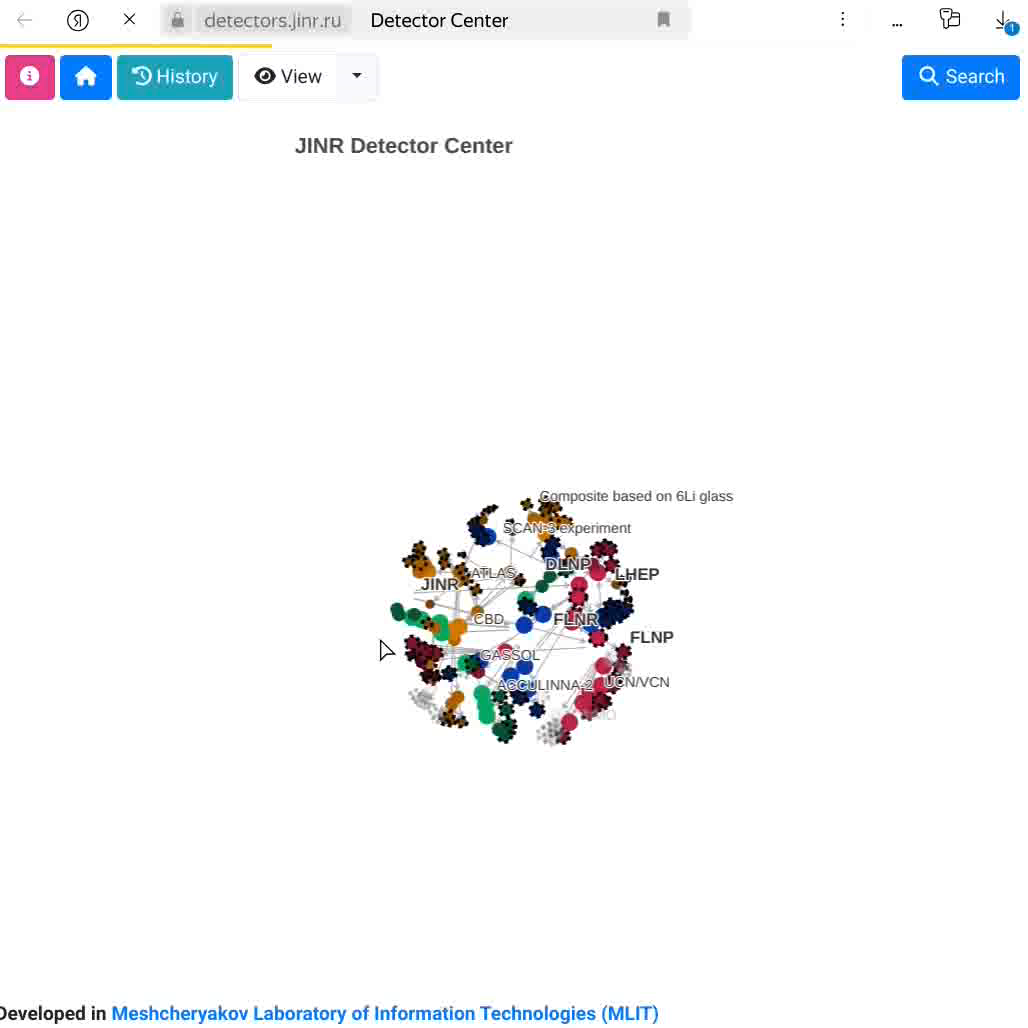 Я detectors.jinr.ru Detector Center ... 1
History View Search
JINR Detector Center
Composite based on 6Li glass
SCAN-3 experiment
DLNP
ATLAS LHEP
JINR
CBD FLNR
FLNP
GASSOL
ACCULINNA-2 UCN/VCN
Developed in Meshcheryakov Laboratory of Information Technologies (MLIT)